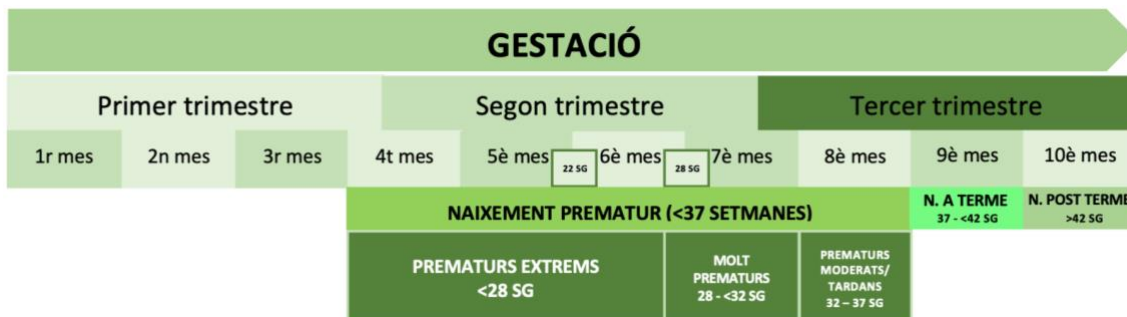 GESTACIÓ
Primer trimestre
Segon trimestre
Tercer trimestre
1r mes
2n mes
3r mes
4t mes
5è mes
22 SG
6è mes
28 SG
7è mes
8è mes
9è mes
10è mes
NAIXEMENT PREMATUR (<37 SETMANES)
N. A TERME
37 - <42 SG
N. POST TERME
>42 SG
PREMATURS EXTREMS
<28 SG
MOLT
PREMATURS
28 - <32 SG
PREMATURS
MODERATS/
TARDANS
32 – 37 SG